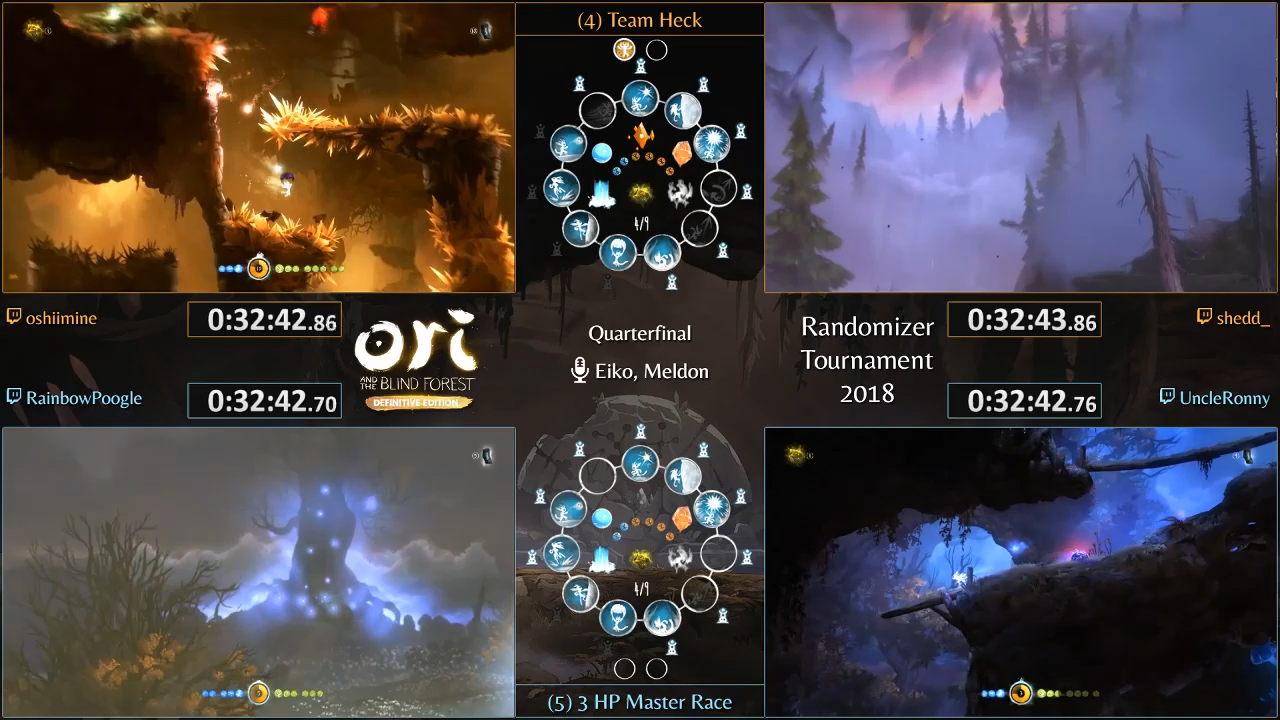 (4) Team Heck
oshiimine
0:32:42.86
ori
AND THE BLIND FOREST
DEFINITIVE EDITION
RainbowPoogle
0:32:42.70
4/9
Quarterfinal
Eiko, Meldon
Randomizer
Tournament
2018
0:32:43.86
shedd_
0:32:42.76
UncleRonny
4/9
(5) 3 HP Master Race